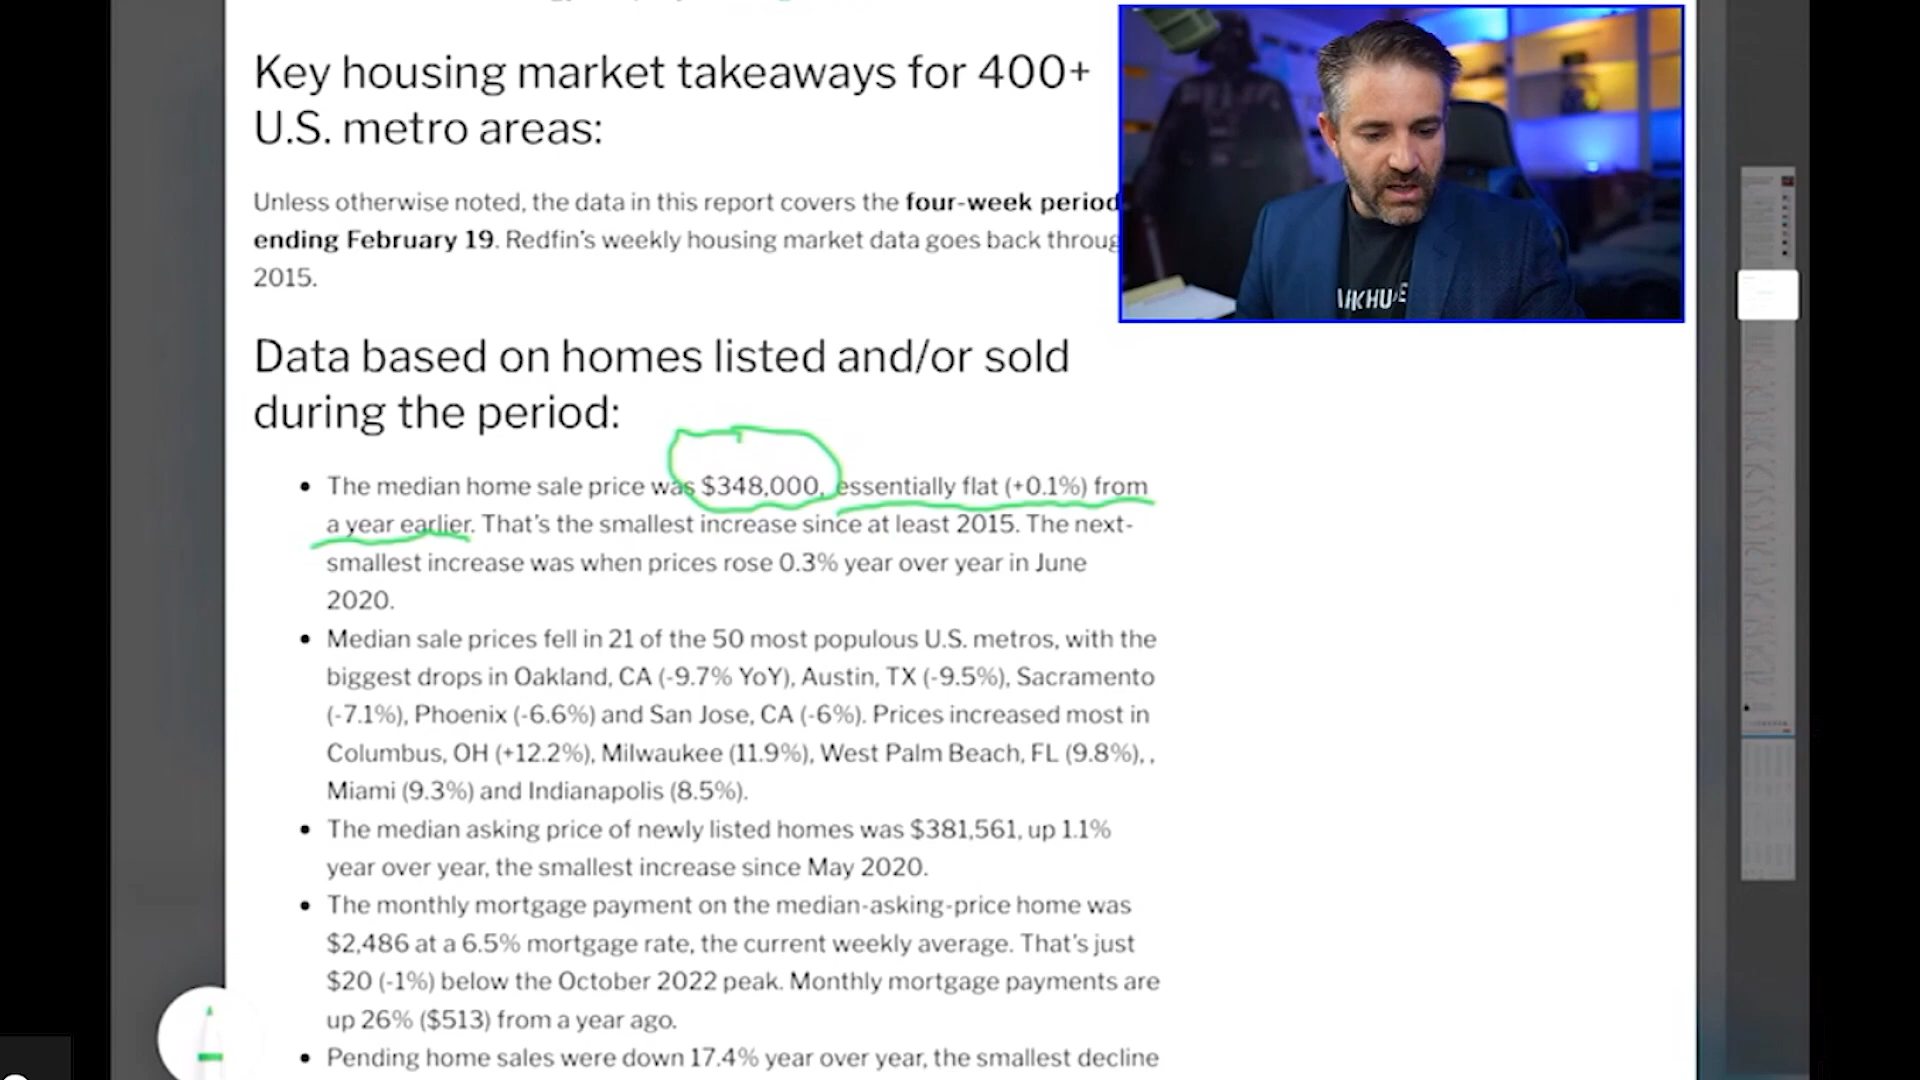 Key housing market takeaways for 400+
U.S. metro areas:
Unless otherwise noted, the data in this report covers the four-week period
ending February 19. Redfin's weekly housing market data goes back
2015.
Data based on homes listed and/or sold
during the period:
• The median home sale price was $348,000, essentially flat (+0.1%) from
a year earlier. That's the smallest increase since at least 2015. The next-
smallest increase was when prices rose 0.3% year over year in June
2020.
• Median sale prices fell in 21 of the 50 most populous U.S. metros, with the
biggest drops in Oakland, CA (-9.7% YoY), Austin, TX (-9.5%), Sacramento
(-7.1%), Phoenix (-6.6%) and San Jose, CA (-6%). Prices increased most in
Columbus, OH (+12.2%), Milwaukee (11.9%), West Palm Beach, FL (9.8%), ,
Miami (9.3%) and Indianapolis (8.5%).
• The median asking price of newly listed homes was $381,561, up 1.1%
year over year, the smallest increase since May 2020.
• The monthly mortgage payment on the median-asking-price home was
$2,486 at a 6.5% mortgage rate, the current weekly average. That's just
$20 (-1%) below the October 2022 peak. Monthly mortgage payments are
up 26% ($513) from a year ago.
• Pending home sales were down 17.4% year over year, the smallest decline